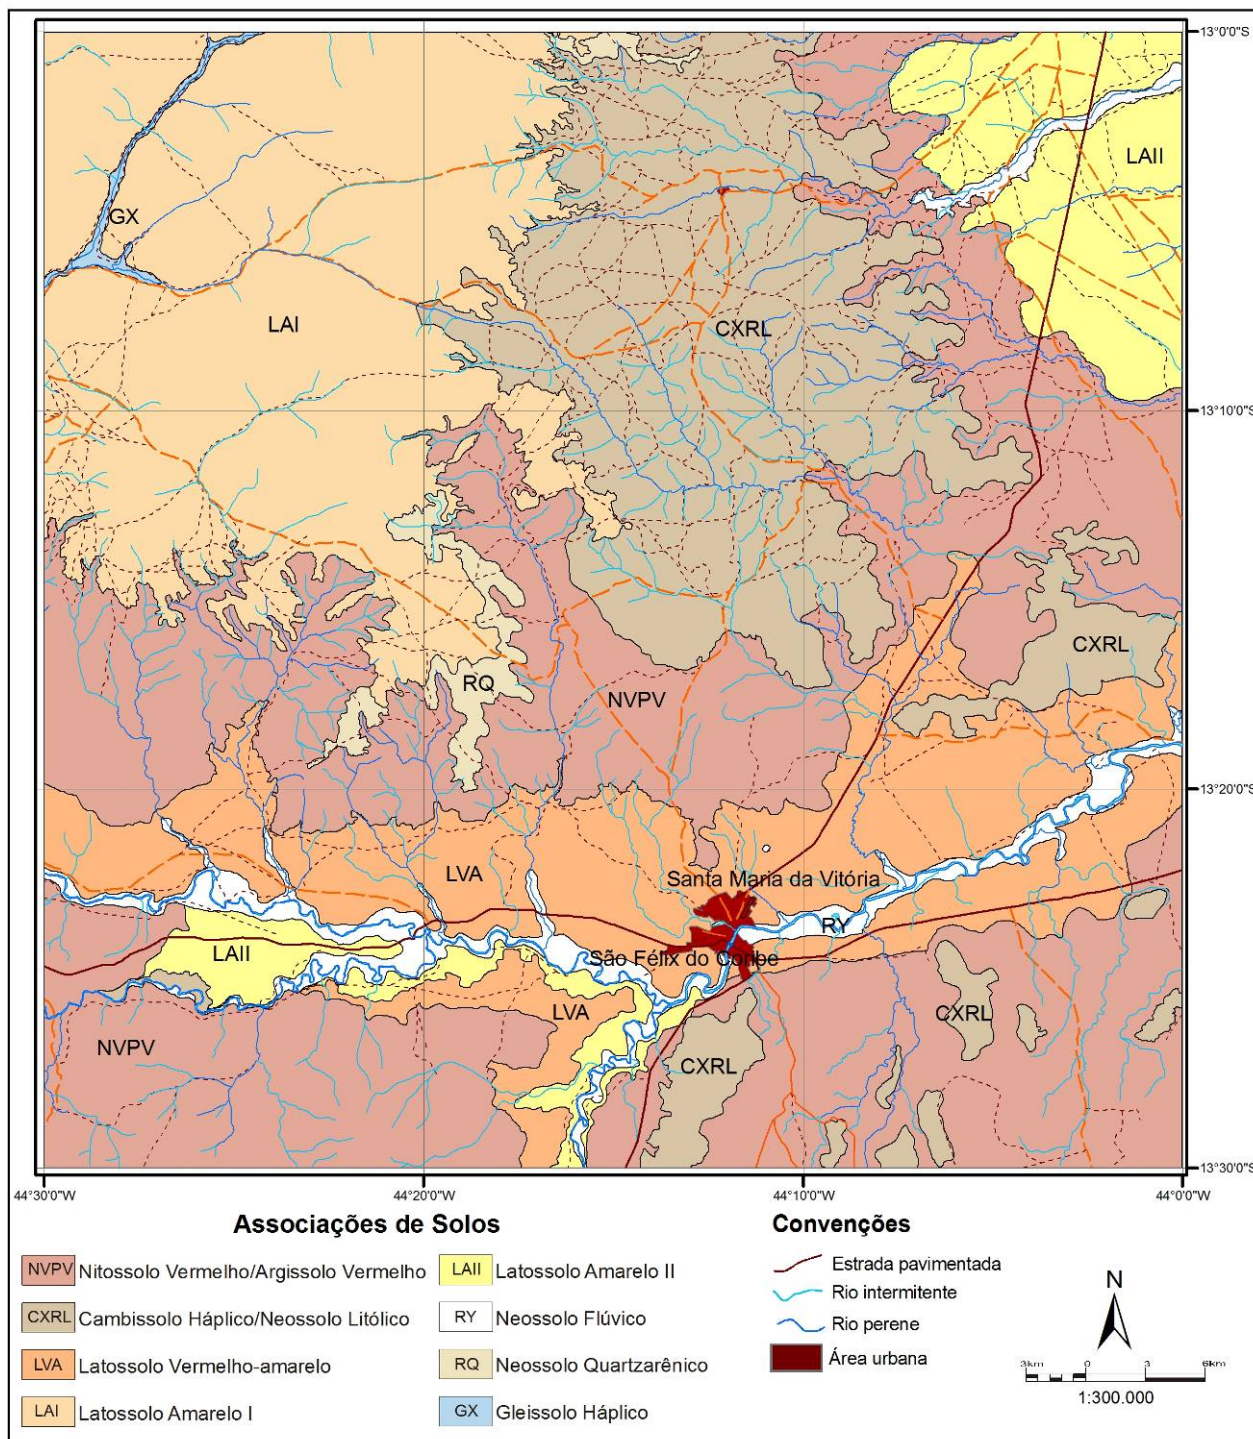 13°0'0"S
LAII
GX
LAI
CXRL
13°10'0"S
CXRL
RQ
NVPV
13°20'0"S
LVA
Santa Maria da Vitória
RY
LAII
São Félix do Coribe
LVA
CXRL
NVPV
CXRL
13°30'0"S
44°30'0"W
44°20'0"W
44°10'0"W
44°0'0"W
Associações de Solos
NVPV Nitossolo Vermelho/Argissolo Vermelho
CXRL Cambissolo Háplico/Neossolo Litólico
LVA Latossolo Vermelho-amarelo
LAI Latossolo Amarelo I
LAII Latossolo Amarelo II
RY Neossolo Flúvico
RQ Neossolo Quartzarênico
GX Gleissolo Háplico
Convenções
Estrada pavimentada
Rio intermitente
Rio perene
Área urbana
N
3km 0 3 6km
1:300.000